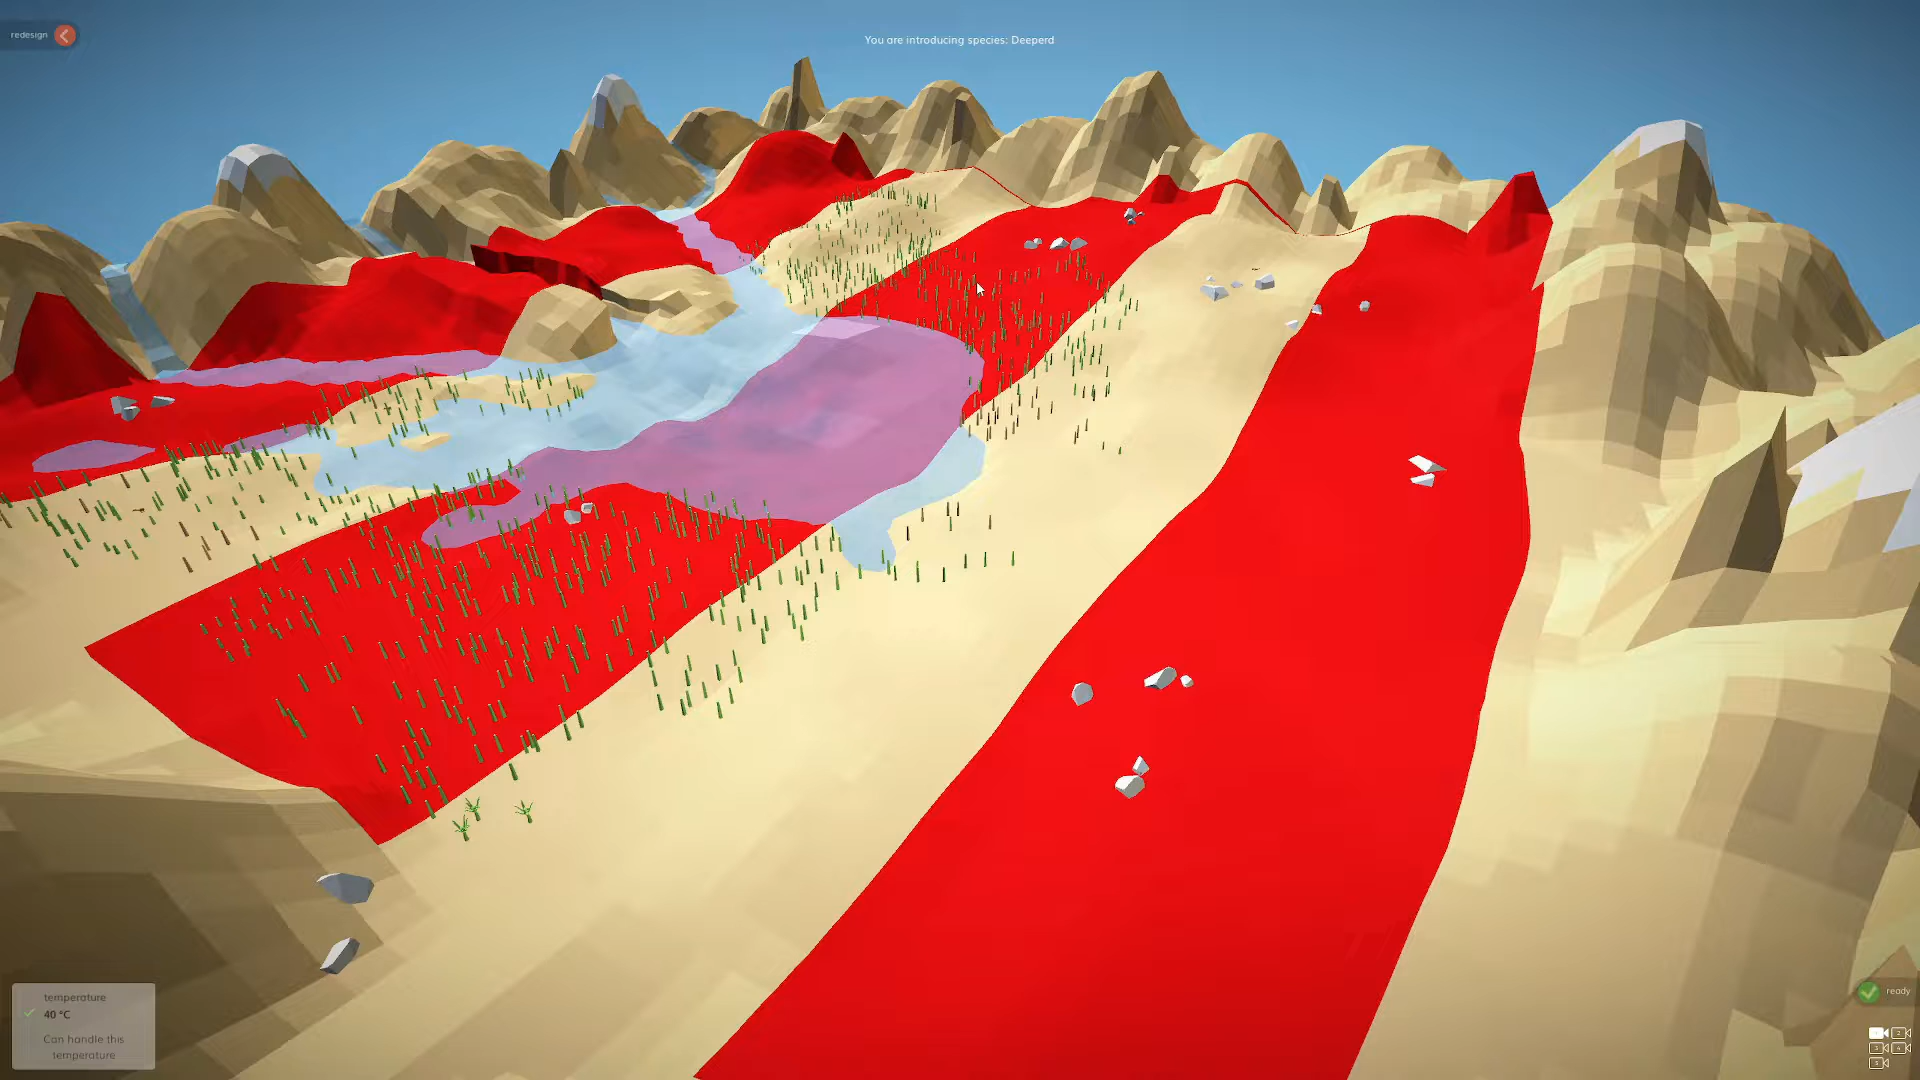 redesign
You are introducing species: Deeperd
temperature
40 °C
Can handle this
temperature
ready